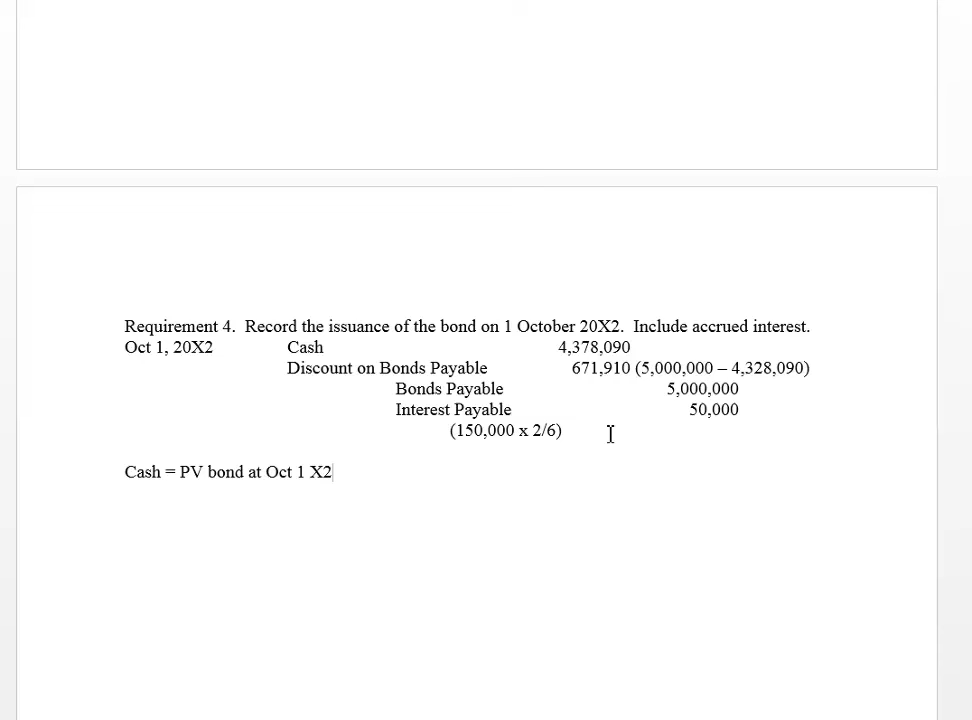 Requirement 4.  Record the issuance of the bond on 1 October 20X2.  Include accrued interest.
Oct 1, 20X2 Cash 4,378,090
Discount on Bonds Payable 671,910 (5,000,000 – 4,328,090)
Bonds Payable 5,000,000
Interest Payable 50,000
(150,000 x 2/6)
Cash = PV bond at Oct 1 X2